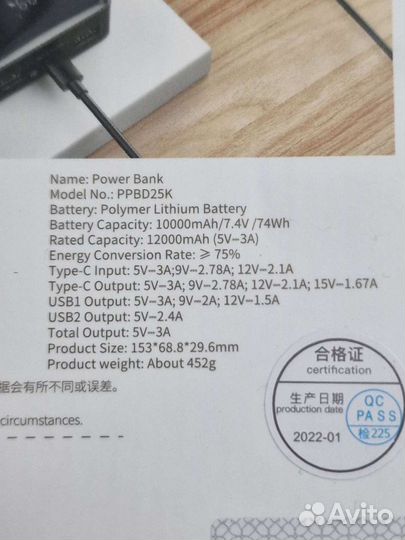 Name: Power Bank
Model No.: PPBD25K
Battery: Polymer Lithium Battery
Battery Capacity: 10000mAh/7.4V /74Wh
Rated Capacity: 12000mAh (5V⎓3A)
Energy Conversion Rate: ≥ 75%
Type-C Input: 5V⎓3A;9V⎓2.78A; 12V⎓2.1A
Type-C Output: 5V⎓3A; 9V⎓2.78A; 12V⎓2.1A; 15V⎓1.67A
USB1 Output: 5V⎓3A; 9V⎓2A; 12V⎓1.5A
USB2 Output: 5V⎓2.4A
Total Output: 5V⎓3A
Product Size: 153*68.8*29.6mm
Product weight: About 452g
据会有所不同或误差。
circumstances.
合格证
certification
生产日期
production date
2022-01
QC
PASS
检225
Avito